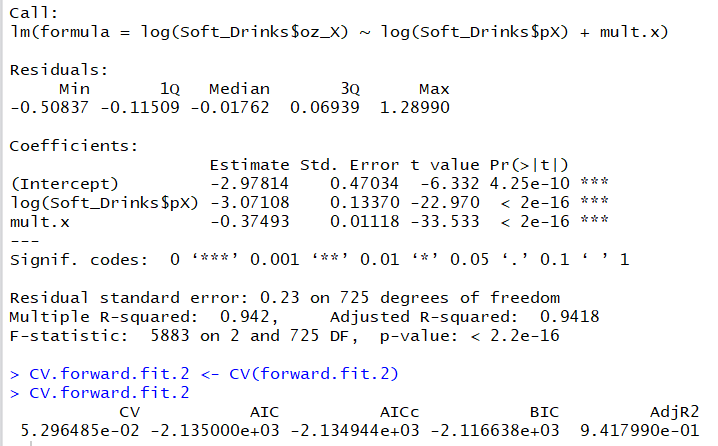 Call:
lm(formula = log(Soft_Drinks$oz_X) ~ log(Soft_Drinks$pX) + mult.x)
Residuals:
Min 1Q Median 3Q Max
-0.50837 -0.11509 -0.01762 0.06939 1.28990
Coefficients:
Estimate Std. Error t value Pr(>|t|)
(Intercept) -2.97814 0.47034 -6.332 4.25e-10 ***
log(Soft_Drinks$pX) -3.07108 0.13370 -22.970 < 2e-16 ***
mult.x -0.37493 0.01118 -33.533 < 2e-16 ***
---
Signif. codes: 0 ‘***’ 0.001 ‘**’ 0.01 ‘*’ 0.05 ‘.’ 0.1 ‘ ’ 1
Residual standard error: 0.23 on 725 degrees of freedom
Multiple R-squared: 0.942, Adjusted R-squared: 0.9418
F-statistic: 5883 on 2 and 725 DF, p-value: < 2.2e-16
> CV.forward.fit.2 <- CV(forward.fit.2)
> CV.forward.fit.2
CV AIC AICc BIC AdjR2
5.296485e-02 -2.135000e+03 -2.134944e+03 -2.116638e+03 9.417990e-01